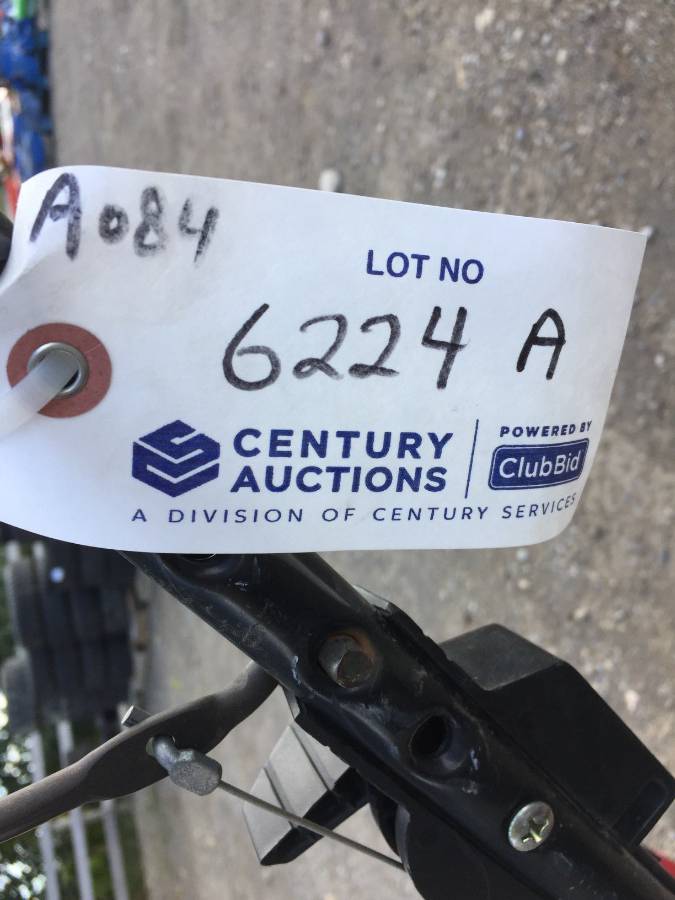 A084
LOT NO
6224 A
CENTURY
AUCTIONS
POWERED BY
ClubBid
A DIVISION OF CENTURY SERVICES